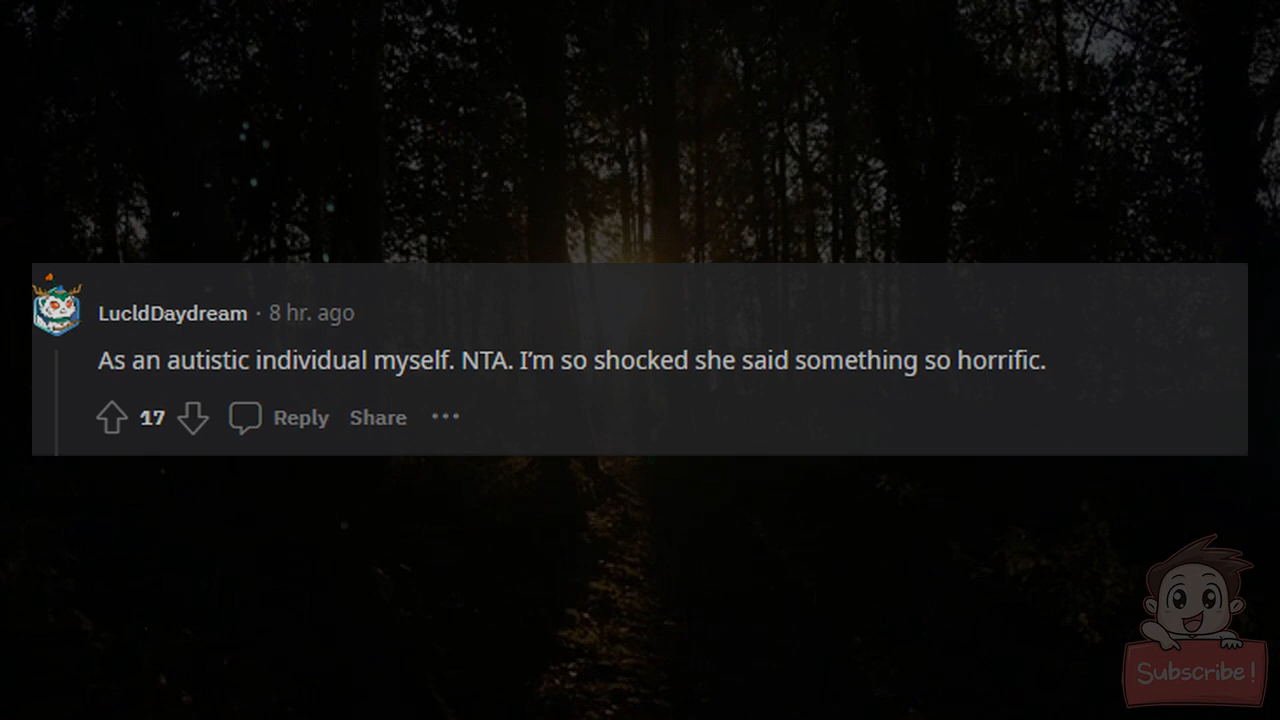 LucldDaydream · 8 hr. ago
As an autistic individual myself. NTA. I’m so shocked she said something so horrific.
17 Reply Share •••
Subscribe!